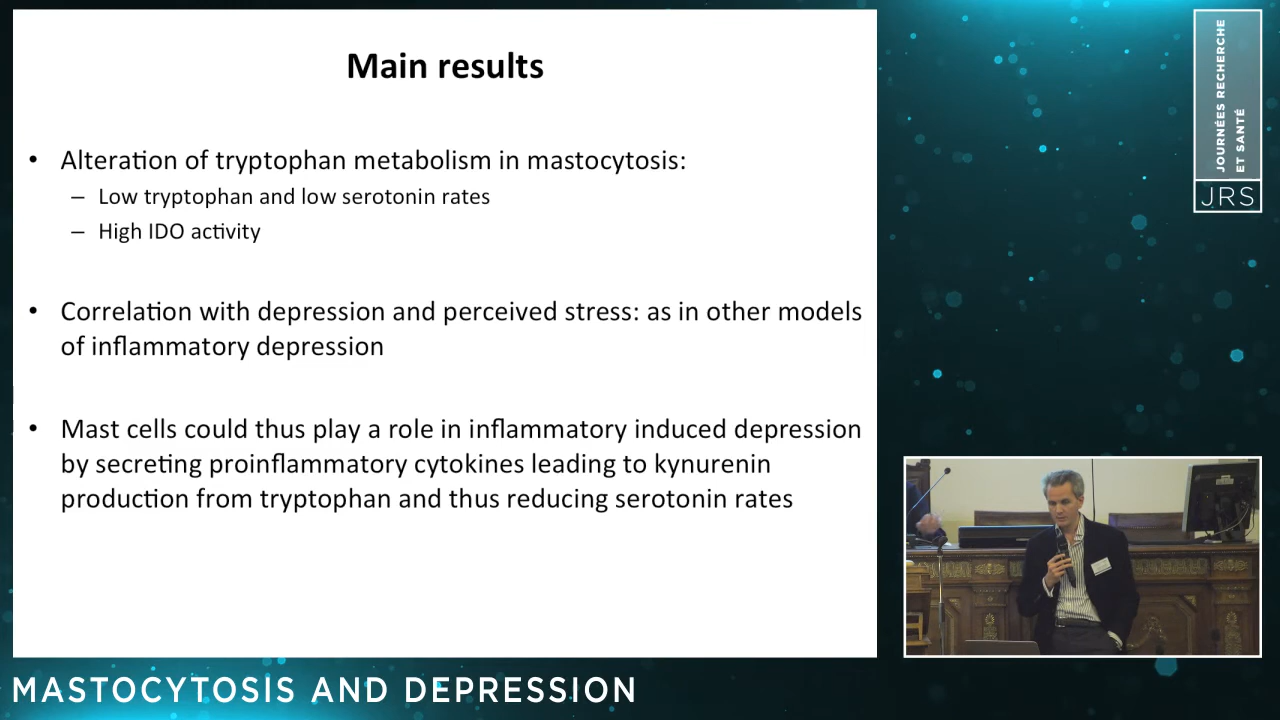 Main results
• Alteration of tryptophan metabolism in mastocytosis:
– Low tryptophan and low serotonin rates
– High IDO activity
• Correlation with depression and perceived stress: as in other models
of inflammatory depression
• Mast cells could thus play a role in inflammatory induced depression
by secreting proinflammatory cytokines leading to kynurenin
production from tryptophan and thus reducing serotonin rates
JOURNÉES RECHERCHE
ET SANTÉ
JRS
MASTOCYTOSIS AND DEPRESSION